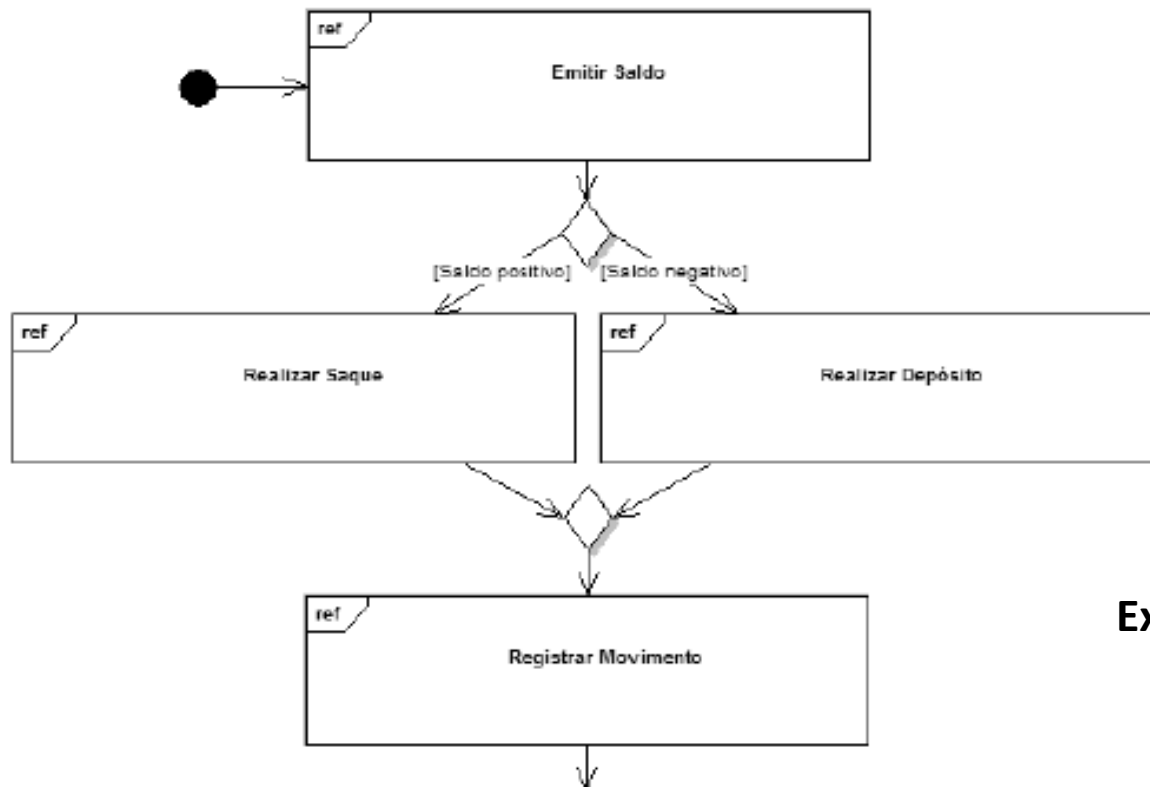 ref
Emitir Saldo
[Saldo positivo] [Saldo negativo]
ref
Realizar Saque
ref
Realizar Depósito
ref
Registrar Movimento
Ex